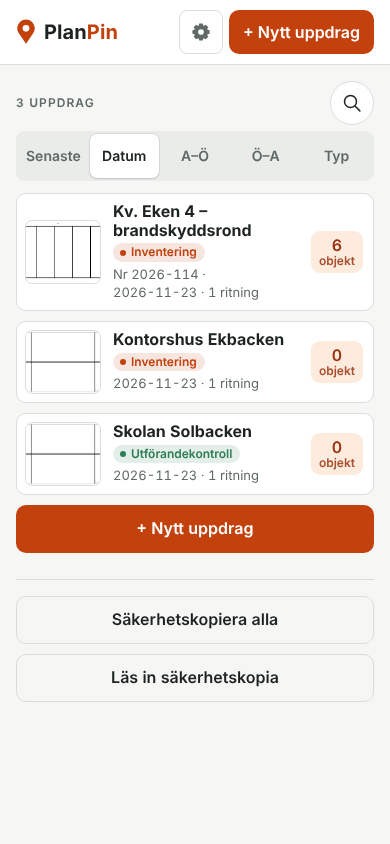 PlanPin
+ Nytt uppdrag
3 UPPDRAG
Senaste
Datum
A–Ö
Ö–A
Typ
Kv. Eken 4 –
brandskyddsrond
Inventering
Nr 2026-114 ·
2026-11-23 · 1 ritning
6
objekt
Kontorshus Ekbacken
Inventering
2026-11-23 · 1 ritning
0
objekt
Skolan Solbacken
Utförandekontroll
2026-11-23 · 1 ritning
0
objekt
+ Nytt uppdrag
Säkerhetskopiera alla
Läs in säkerhetskopia